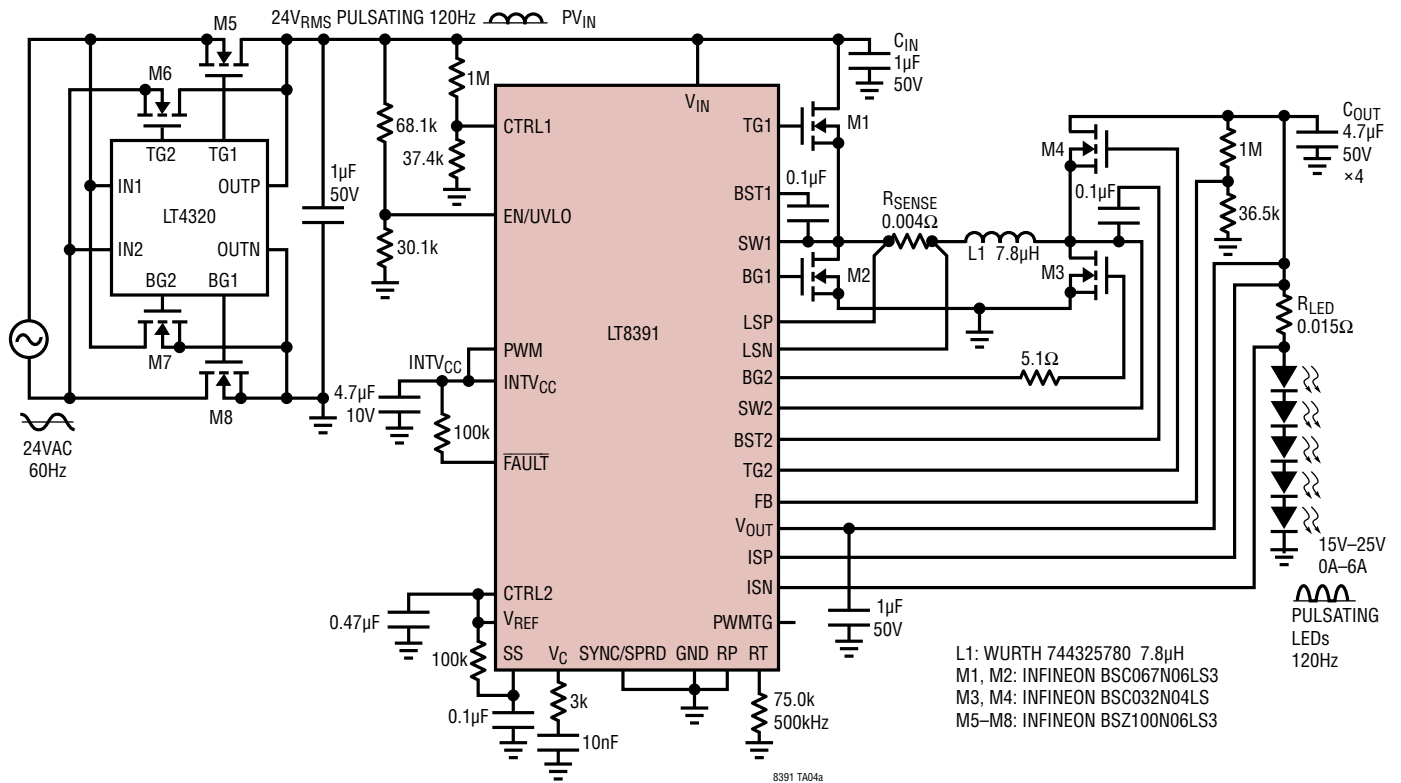 24VRMS PULSATING 120Hz
PVIN
M5
M6
TG2
TG1
IN1
OUTP
LT4320
IN2
OUTN
BG2
BG1
M7
M8
24VAC
60Hz
1µF
50V
68.1k
30.1k
1M
37.4k
CIN
1µF
50V
VIN
CTRL1
EN/UVLO
LT8391
PWM
INTVCC
INTVCC
4.7µF
10V
100k
FAULT
CTRL2
VREF
0.47µF
100k
SS
VC
SYNC/SPRD
GND
RP
RT
0.1µF
3k
10nF
75.0k
500kHz
TG1
BST1
SW1
BG1
LSP
LSN
BG2
SW2
BST2
TG2
FB
VOUT
ISP
ISN
PWMTG
M1
0.1µF
M2
RSENSE
0.004Ω
L1 7.8µH
M4
0.1µF
M3
5.1Ω
1M
36.5k
COUT
4.7µF
50V
×4
RLED
0.015Ω
15V–25V
0A–6A
PULSATING
LEDs
120Hz
1µF
50V
L1: WURTH 744325780 7.8µH
M1, M2: INFINEON BSC067N06LS3
M3, M4: INFINEON BSC032N04LS
M5–M8: INFINEON BSZ100N06LS3
8391 TA04a